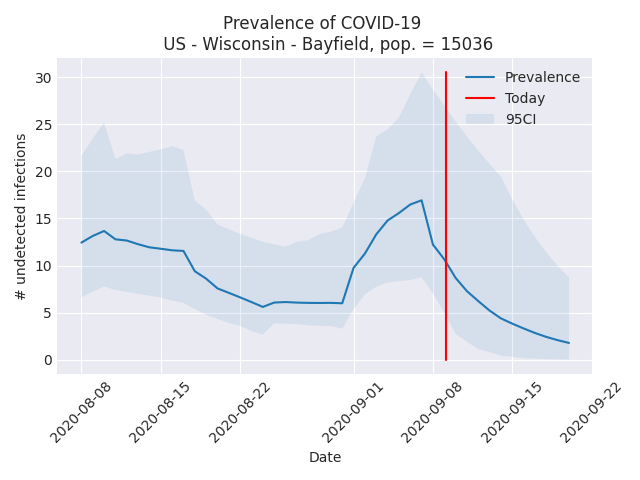 Prevalence of COVID-19
US - Wisconsin - Bayfield, pop. = 15036
# undetected infections
30
25
20
15
10
5
0
Prevalence
Today
95CI
2020-08-08
2020-08-15
2020-08-22
2020-09-01
2020-09-08
2020-09-15
2020-09-22
Date